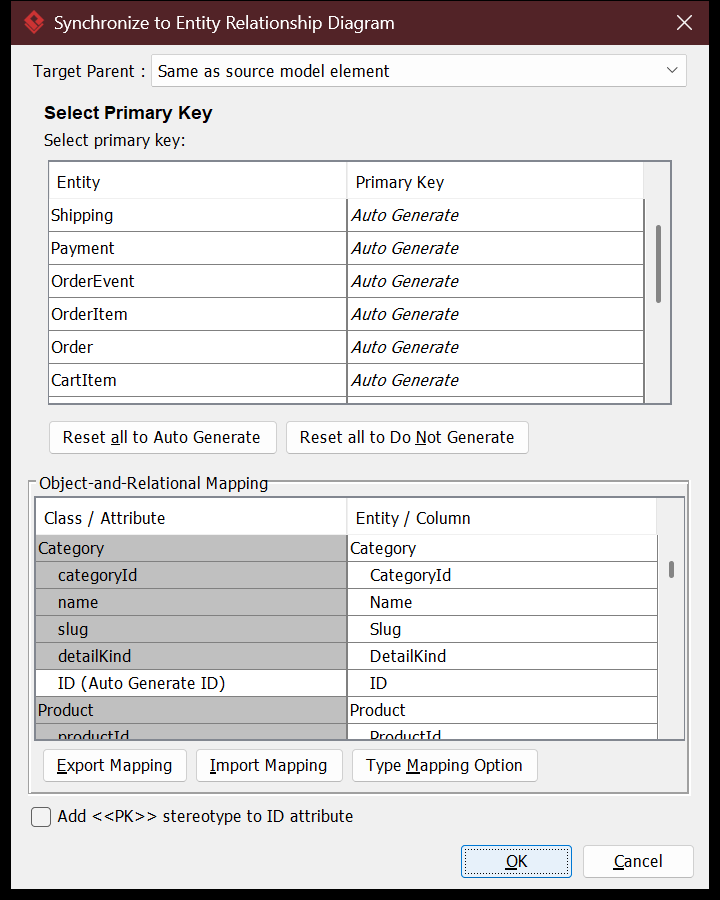 Synchronize to Entity Relationship Diagram
Target Parent : Same as source model element
Select Primary Key
Select primary key:
Entity Primary Key
Shipping Auto Generate
Payment Auto Generate
OrderEvent Auto Generate
OrderItem Auto Generate
Order Auto Generate
CartItem Auto Generate
Reset all to Auto Generate Reset all to Do Not Generate
Object-and-Relational Mapping
Class / Attribute Entity / Column
Category Category
categoryId CategoryId
name Name
slug Slug
detailKind DetailKind
ID (Auto Generate ID) ID
Product Product
productId ProductId
Export Mapping Import Mapping Type Mapping Option
Add <<PK>> stereotype to ID attribute
OK Cancel